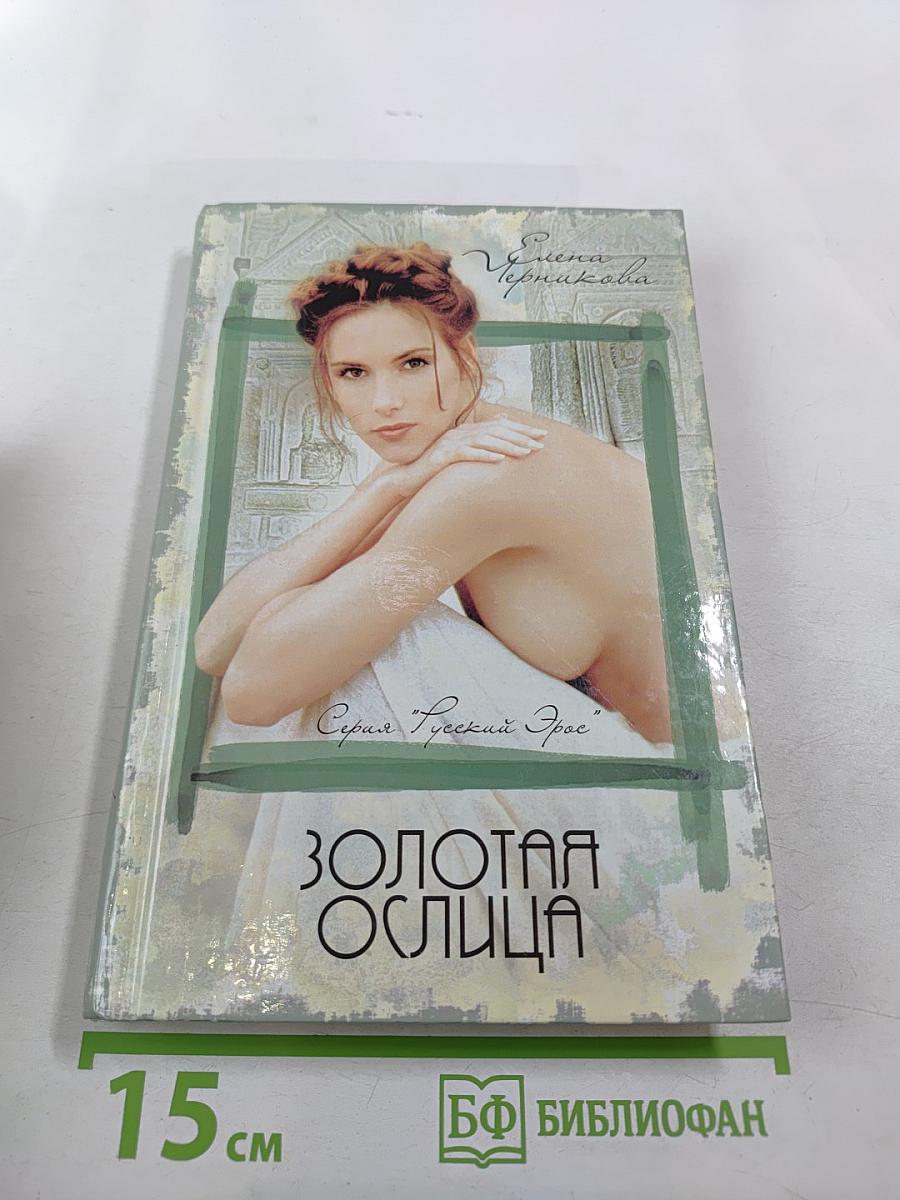 Елена
Черникова
Серия "Русский Эрос"
ЗОЛОТАЯ
ОСЛИЦА
15 см
БФ БИБЛИОФАН